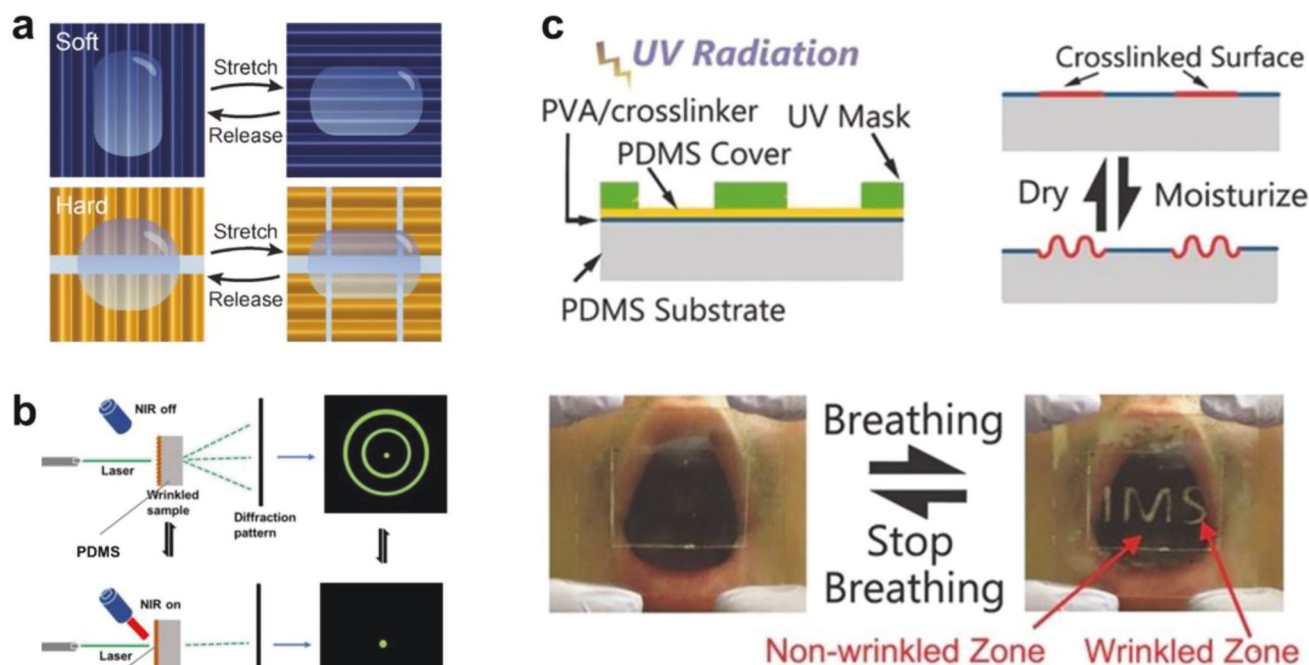 a
Soft
Stretch
Release
Hard
Stretch
Release
b
NIR off
Laser
Wrinkled
sample
PDMS
Diffraction
pattern
NIR on
Laser
c
UV Radiation
PVA/crosslinker
UV Mask
PDMS Cover
PDMS Substrate
Crosslinked Surface
Dry
Moisturize
Breathing
Stop
Breathing
IMS
Non-wrinkled Zone
Wrinkled Zone